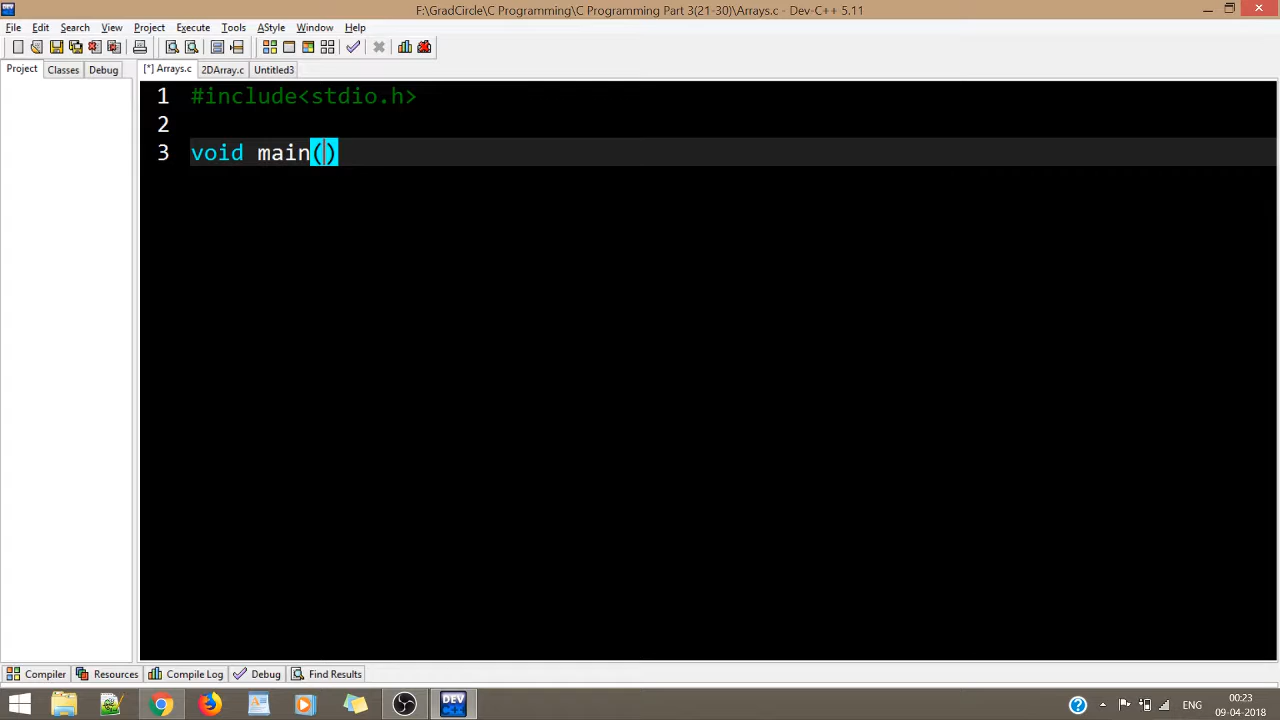 F:\GradCircle\C Programming\C Programming Part 3(21-30)\Arrays.c - Dev-C++ 5.11
File Edit Search View Project Execute Tools AStyle Window Help
Project Classes Debug [*] Arrays.c 2DArray.c Untitled3
1 #include<stdio.h>
2
3 void main()
Compiler Resources Compile Log Debug Find Results
DEV
ENG
00:23
09-04-2018